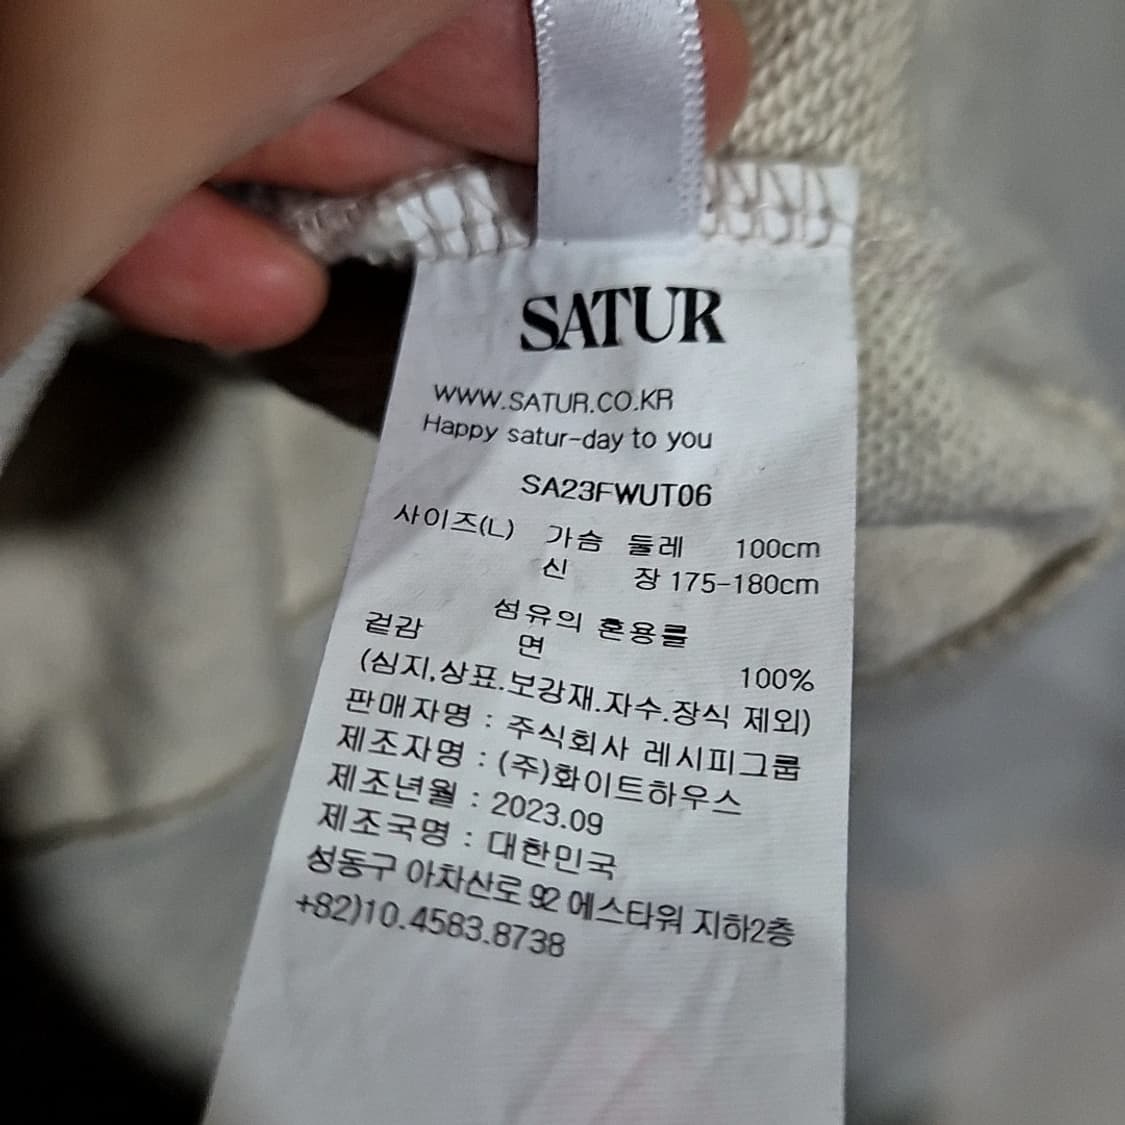 SATUR
WWW.SATUR.CO.KR
Happy satur-day to you
SA23FWUT06
사이즈(L) 가슴 둘레 100cm
신 장 175-180cm
섬유의 혼용률
겉감 면 100%
(심지,상표.보강재.자수.장식 제외)
판매자명 : 주식회사 레시피그룹
제조자명 : (주)화이트하우스
제조년월 : 2023.09
제조국명 : 대한민국
성동구 아차산로 92 에스타워 지하2층
+82)10.4583.8738